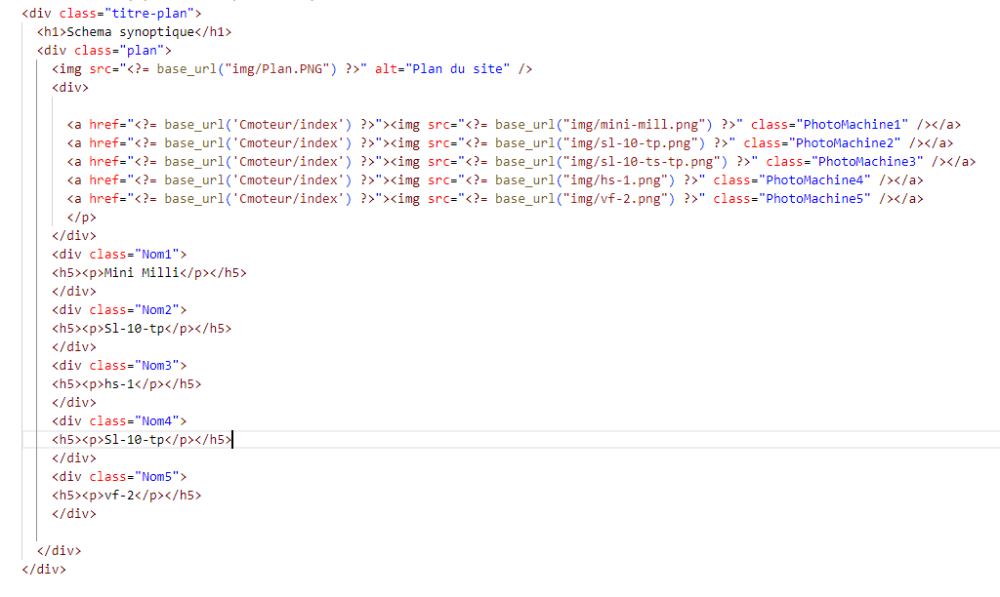 <div class="titre-plan">
<h1>Schema synoptique</h1>
<div class="plan">
<img src="<?= base_url("img/Plan.PNG") ?>" alt="Plan du site" />
<div>
<a href="<?= base_url('Cmoteur/index') ?>"><img src="<?= base_url("img/mini-mill.png") ?>" class="PhotoMachine1" /></a>
<a href="<?= base_url('Cmoteur/index') ?>"><img src="<?= base_url("img/sl-10-tp.png") ?>" class="PhotoMachine2" /></a>
<a href="<?= base_url('Cmoteur/index') ?>"><img src="<?= base_url("img/sl-10-ts-tp.png") ?>" class="PhotoMachine3" /></a>
<a href="<?= base_url('Cmoteur/index') ?>"><img src="<?= base_url("img/hs-1.png") ?>" class="PhotoMachine4" /></a>
<a href="<?= base_url('Cmoteur/index') ?>"><img src="<?= base_url("img/vf-2.png") ?>" class="PhotoMachine5" /></a>
</p>
</div>
<div class="Nom1">
<h5><p>Mini Milli</p></h5>
</div>
<div class="Nom2">
<h5><p>Sl-10-tp</p></h5>
</div>
<div class="Nom3">
<h5><p>hs-1</p></h5>
</div>
<div class="Nom4">
<h5><p>Sl-10-tp</p></h5>
</div>
<div class="Nom5">
<h5><p>vf-2</p></h5>
</div>
</div>
</div>